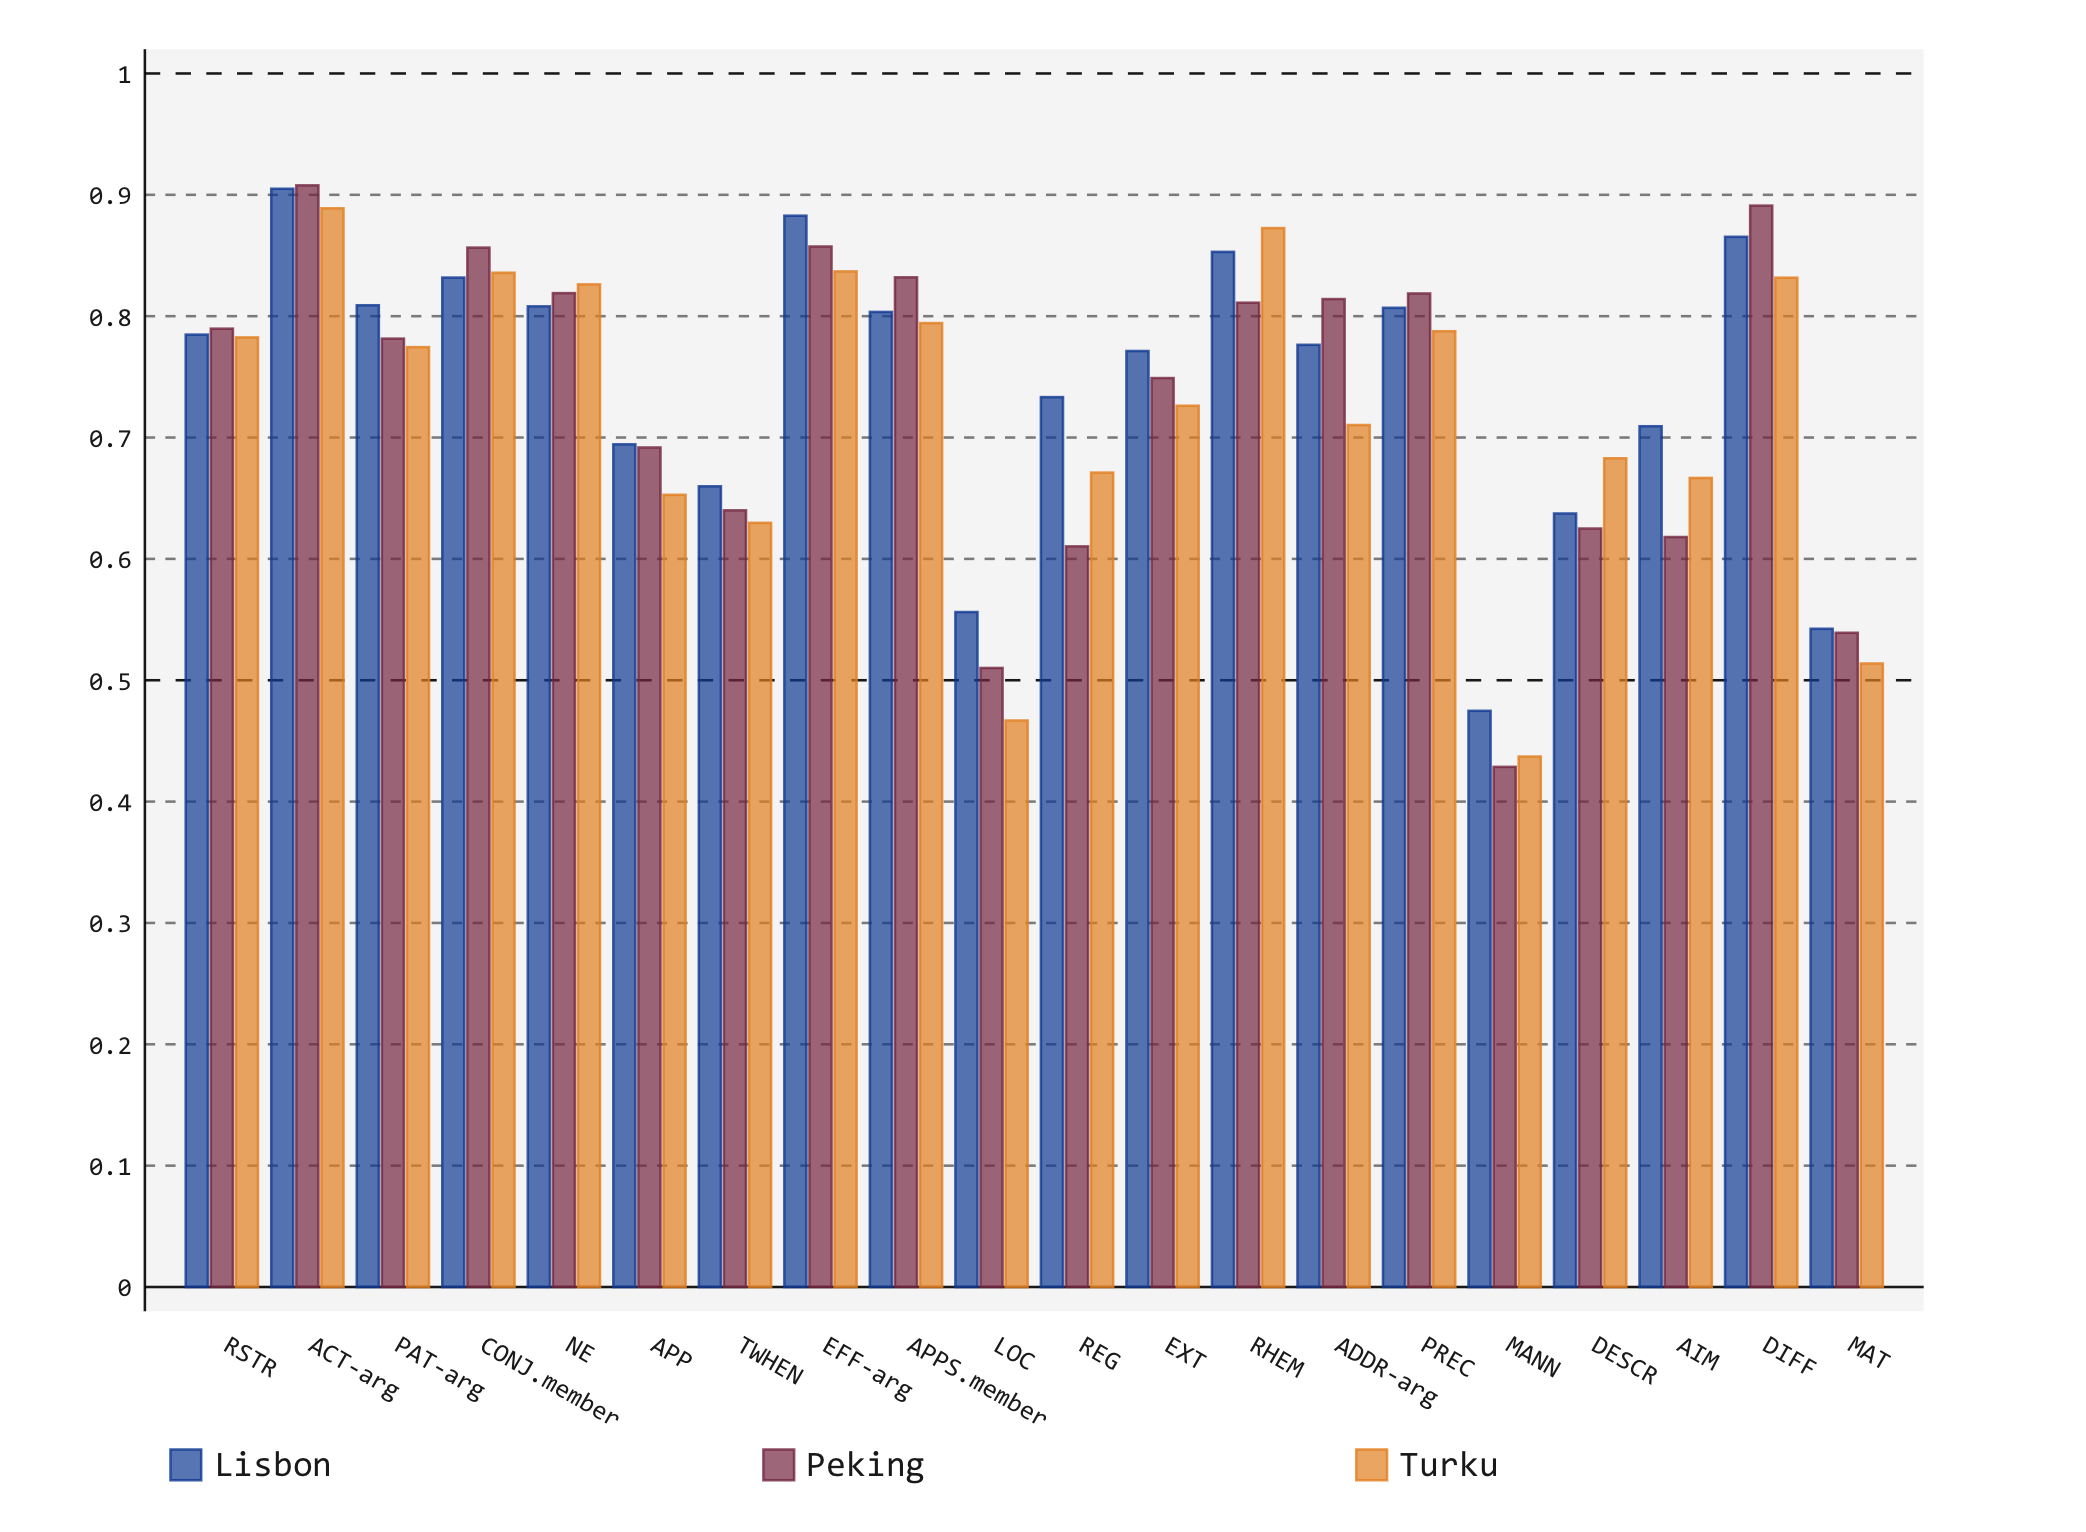 1
0.9
0.8
0.7
0.6
0.5
0.4
0.3
0.2
0.1
0
RSTR
ACT-arg
PAT-arg
CONJ.member
NE
APP
TWHEN
EFF-arg
APPS.member
LOC
REG
EXT
RHEM
ADDR-arg
PREC
MANN
DESCR
AIM
DIFF
MAT
Lisbon Peking Turku